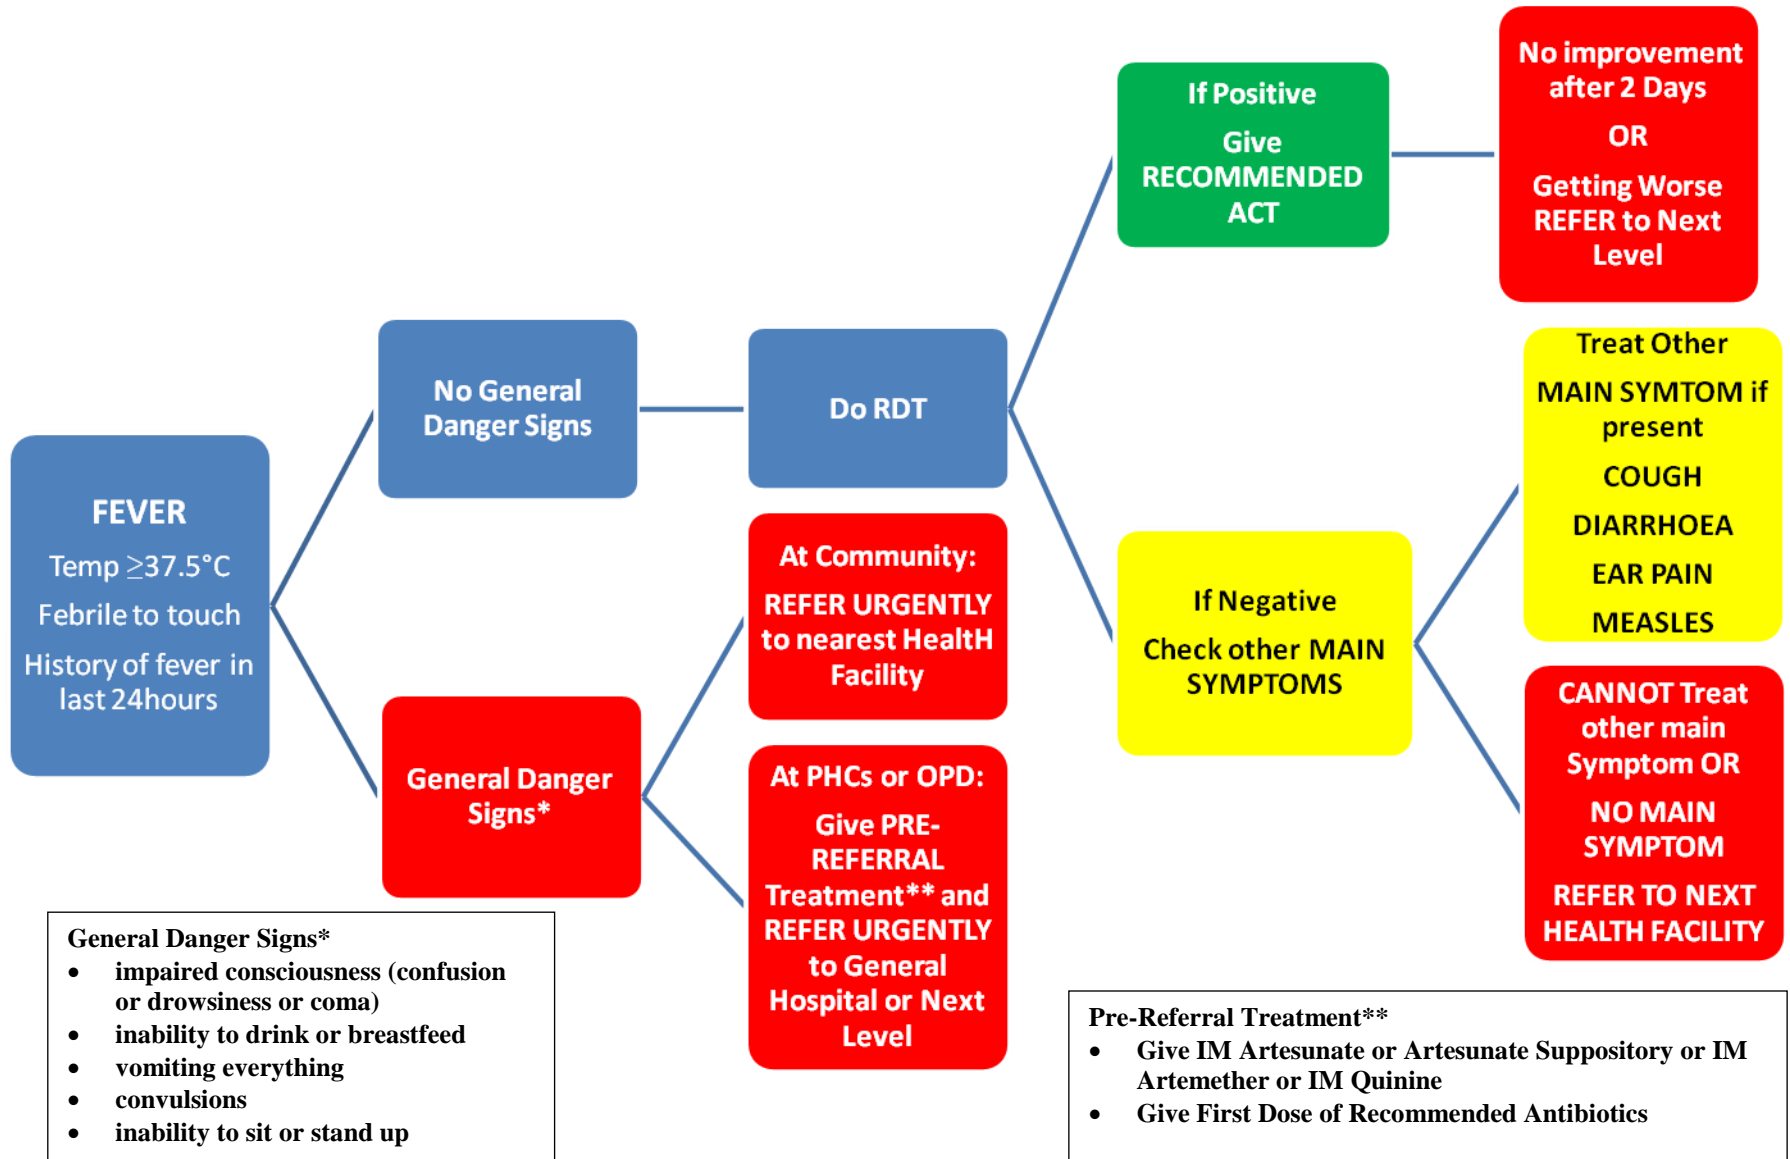 FEVER
Temp ≥37.5°C
Febrile to touch
History of fever in
last 24hours
No General
Danger Signs
General Danger
Signs*
Do RDT
At Community:
REFER URGENTLY
to nearest HealtH
Facility
At PHCs or OPD:
Give PRE-
REFERRAL
Treatment** and
REFER URGENTLY
to General
Hospital or Next
Level
If Positive
Give
RECOMMENDED
ACT
If Negative
Check other MAIN
SYMPTOMS
No improvement
after 2 Days
OR
Getting Worse
REFER to Next
Level
Treat Other
MAIN SYMTOM if
present
COUGH
DIARRHOEA
EAR PAIN
MEASLES
CANNOT Treat
other main
Symptom OR
NO MAIN
SYMPTOM
REFER TO NEXT
HEALTH FACILITY
General Danger Signs*
• impaired consciousness (confusion
or drowsiness or coma)
• inability to drink or breastfeed
• vomiting everything
• convulsions
• inability to sit or stand up
Pre-Referral Treatment**
• Give IM Artesunate or Artesunate Suppository or IM
Artemether or IM Quinine
• Give First Dose of Recommended Antibiotics